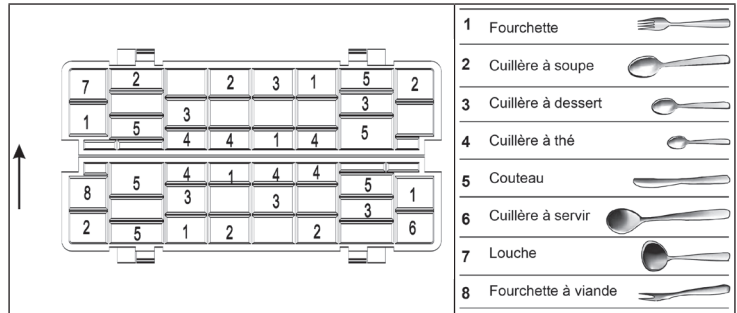 7 2 2 3 1 5 2
3
1 3
5 5
4 4 1 4
4 1 4 4
5 5
8 3 3 1
3
2 5 1 2 2 6
1 Fourchette
2 Cuillère à soupe
3 Cuillère à dessert
4 Cuillère à thé
5 Couteau
6 Cuillère à servir
7 Louche
8 Fourchette à viande